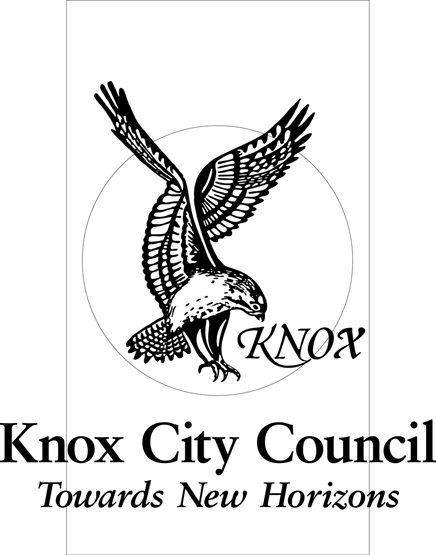 KNOX
Knox City Council
Towards New Horizons